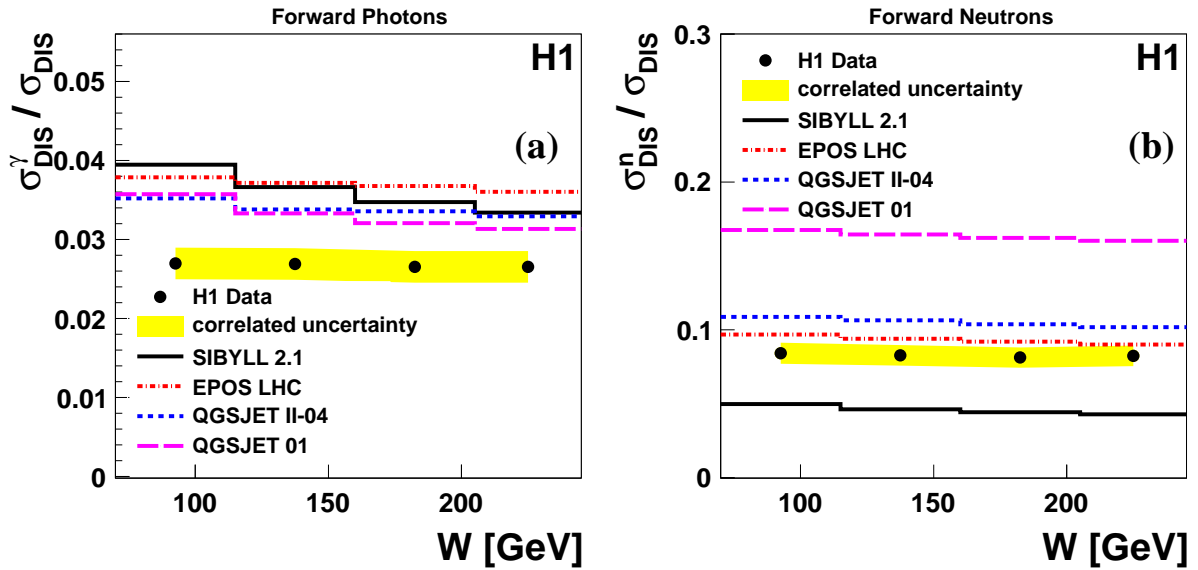 Forward Photons
σ^γ_DIS / σ_DIS
H1
(a)
0.05
0.04
0.03
0.02
0.01
0
H1 Data
correlated uncertainty
SIBYLL 2.1
EPOS LHC
QGSJET II-04
QGSJET 01
100 150 200
W [GeV]
Forward Neutrons
σ^n_DIS / σ_DIS
H1
(b)
0.3
0.2
0.1
0
H1 Data
correlated uncertainty
SIBYLL 2.1
EPOS LHC
QGSJET II-04
QGSJET 01
100 150 200
W [GeV]